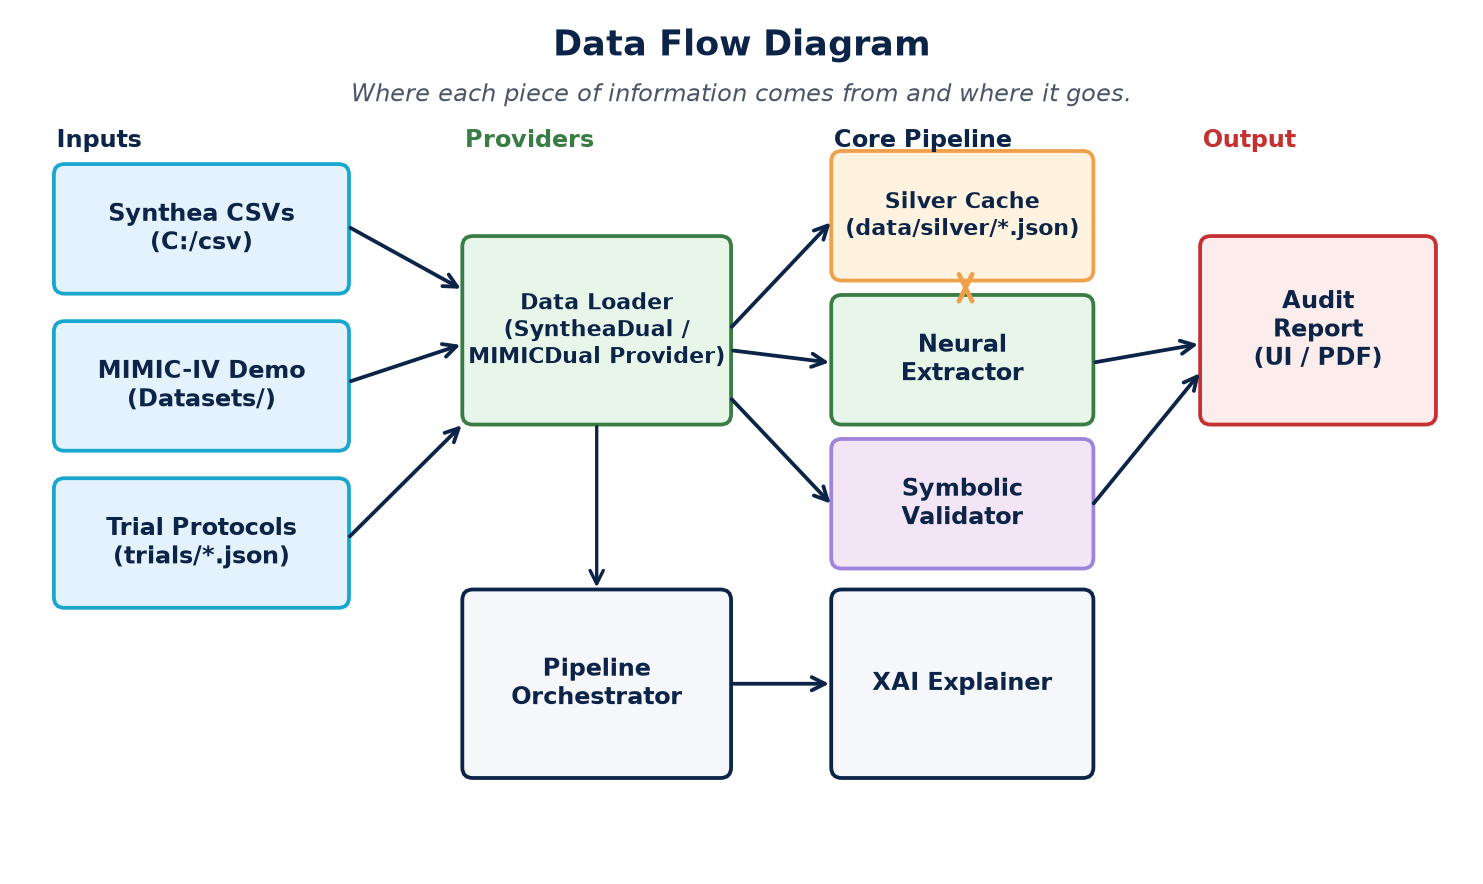 Data Flow Diagram
Where each piece of information comes from and where it goes.
Inputs
Providers
Core Pipeline
Output
Synthea CSVs
(C:/csv)
MIMIC-IV Demo
(Datasets/)
Trial Protocols
(trials/*.json)
Data Loader
(SyntheaDual /
MIMICDual Provider)
Pipeline
Orchestrator
Silver Cache
(data/silver/*.json)
Neural
Extractor
Symbolic
Validator
XAI Explainer
Audit
Report
(UI / PDF)